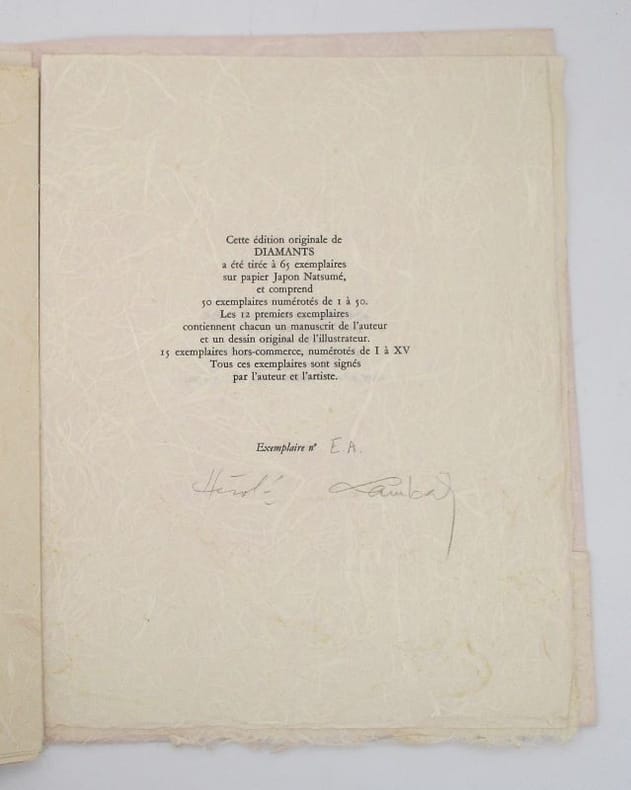 Cette édition originale de
DIAMANTS
a été tirée à 65 exemplaires
sur papier Japon Natsumé,
et comprend
50 exemplaires numérotés de 1 à 50.
Les 12 premiers exemplaires
contiennent chacun un manuscrit de l'auteur
et un dessin original de l'illustrateur.
15 exemplaires hors-commerce, numérotés de I à XV
Tous ces exemplaires sont signés
par l'auteur et l'artiste.
Exemplaire n° E.A.